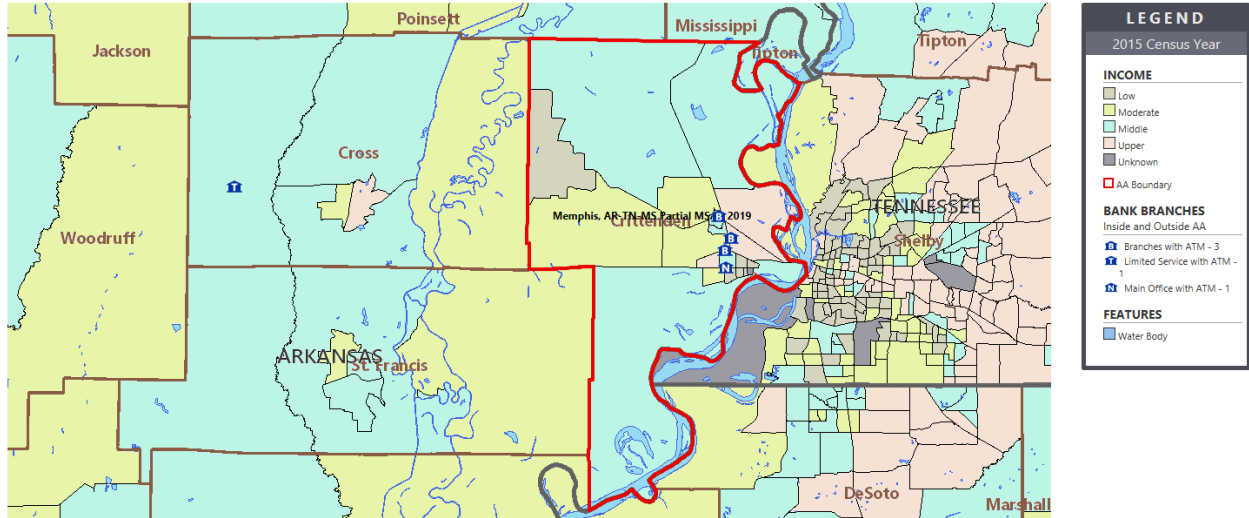 Poinsett
Mississippi
Jackson
Tipton
Tipton
Cross
Memphis, AR-TN-MS Partial MS 2019
Crittenden
TENNESSEE
Shelby
Woodruff
ARKANSAS
St. Francis
DeSoto
Marshall
T
B
B
B
N
LEGEND
2015 Census Year
INCOME
Low
Moderate
Middle
Upper
Unknown
AA Boundary
BANK BRANCHES
Inside and Outside AA
B Branches with ATM - 3
T Limited Service with ATM -
1
N Main Office with ATM - 1
FEATURES
Water Body